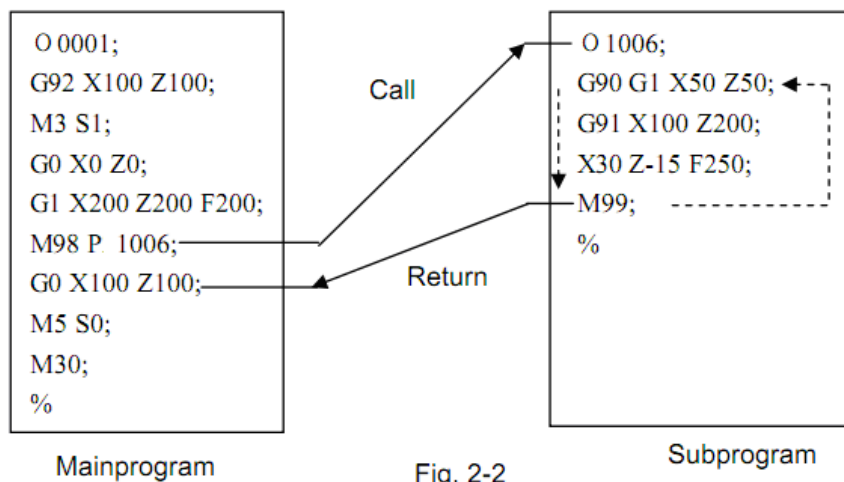 O 0001;
G92 X100 Z100;
M3 S1;
G0 X0 Z0;
G1 X200 Z200 F200;
M98 P 1006;
G0 X100 Z100;
M5 S0;
M30;
%
Mainprogram
Call
Return
Fig. 2-2
O 1006;
G90 G1 X50 Z50;
G91 X100 Z200;
X30 Z-15 F250;
M99;
%
Subprogram